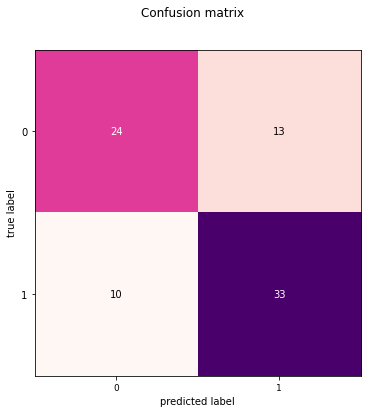 Confusion matrix
0 24 13
true label
1 10 33
0 1
predicted label